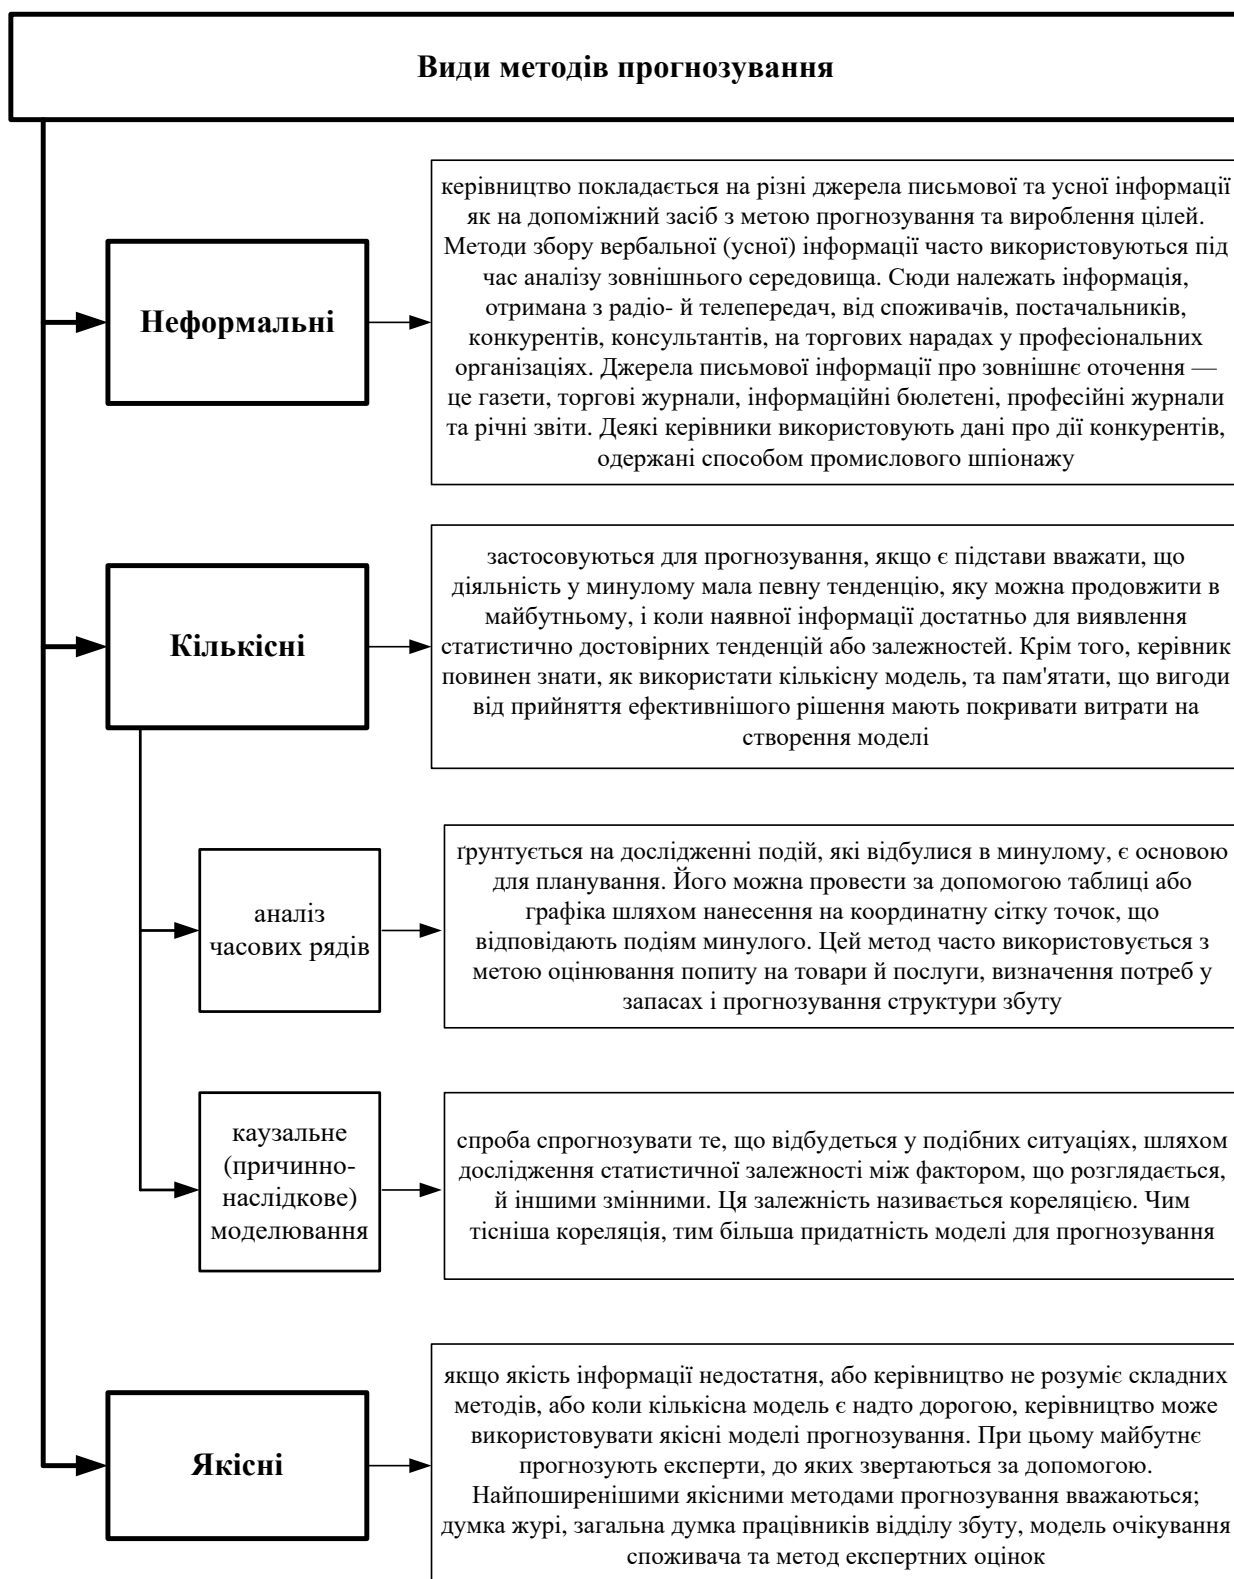 Види методів прогнозування
Неформальні
керівництво покладається на різні джерела письмової та усної інформації
як на допоміжний засіб з метою прогнозування та вироблення цілей.
Методи збору вербальної (усної) інформації часто використовуються під
час аналізу зовнішнього середовища. Сюди належать інформація,
отримана з радіо- й телепередач, від споживачів, постачальників,
конкурентів, консультантів, на торгових нарадах у професіональних
організаціях. Джерела письмової інформації про зовнішнє оточення —
це газети, торгові журнали, інформаційні бюлетені, професійні журнали
та річні звіти. Деякі керівники використовують дані про дії конкурентів,
одержані способом промислового шпіонажу
Кількісні
застосовуються для прогнозування, якщо є підстави вважати, що
діяльність у минулому мала певну тенденцію, яку можна продовжити в
майбутньому, і коли наявної інформації достатньо для виявлення
статистично достовірних тенденцій або залежностей. Крім того, керівник
повинен знати, як використати кількісну модель, та пам'ятати, що вигоди
від прийняття ефективнішого рішення мають покривати витрати на
створення моделі
аналіз
часових рядів
ґрунтується на дослідженні подій, які відбулися в минулому, є основою
для планування. Його можна провести за допомогою таблиці або
графіка шляхом нанесення на координатну сітку точок, що
відповідають подіям минулого. Цей метод часто використовується з
метою оцінювання попиту на товари й послуги, визначення потреб у
запасах і прогнозування структури збуту
каузальне
(причинно-
наслідкове)
моделювання
спроба спрогнозувати те, що відбудеться у подібних ситуаціях, шляхом
дослідження статистичної залежності між фактором, що розглядається,
й іншими змінними. Ця залежність називається кореляцією. Чим
тісніша кореляція, тим більша придатність моделі для прогнозування
Якісні
якщо якість інформації недостатня, або керівництво не розуміє складних
методів, або коли кількісна модель є надто дорогою, керівництво може
використовувати якісні моделі прогнозування. При цьому майбутнє
прогнозують експерти, до яких звертаються за допомогою.
Найпоширенішими якісними методами прогнозування вважаються;
думка журі, загальна думка працівників відділу збуту, модель очікування
споживача та метод експертних оцінок